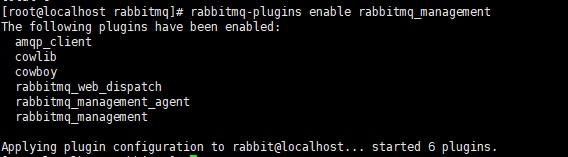 [root@localhost rabbitmq]# rabbitmq-plugins enable rabbitmq_management
The following plugins have been enabled:
  amqp_client
  cowlib
  cowboy
  rabbitmq_web_dispatch
  rabbitmq_management_agent
  rabbitmq_management

Applying plugin configuration to rabbit@localhost... started 6 plugins.